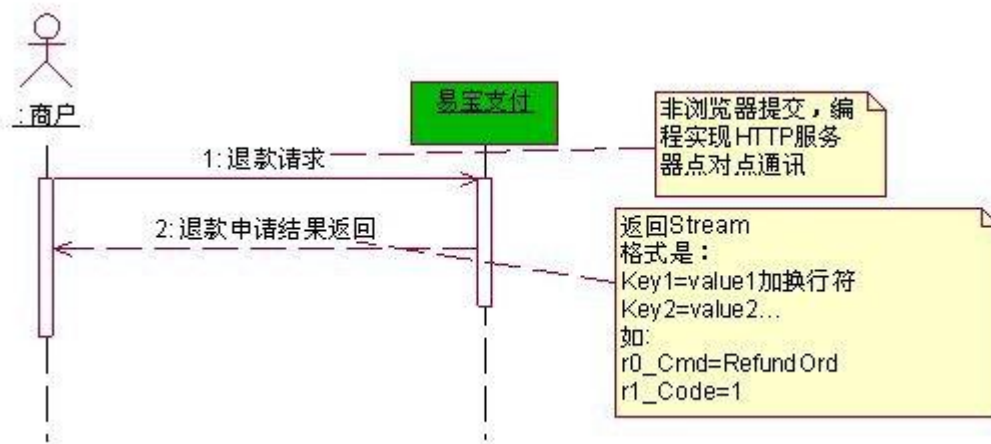 : 商户
易宝支付
非浏览器提交，编
程实现HTTP服务
器点对点通讯
1: 退款请求
2: 退款申请结果返回
返回Stream
格式是：
Key1=value1加换行符
Key2=value2...
如:
r0_Cmd=RefundOrd
r1_Code=1